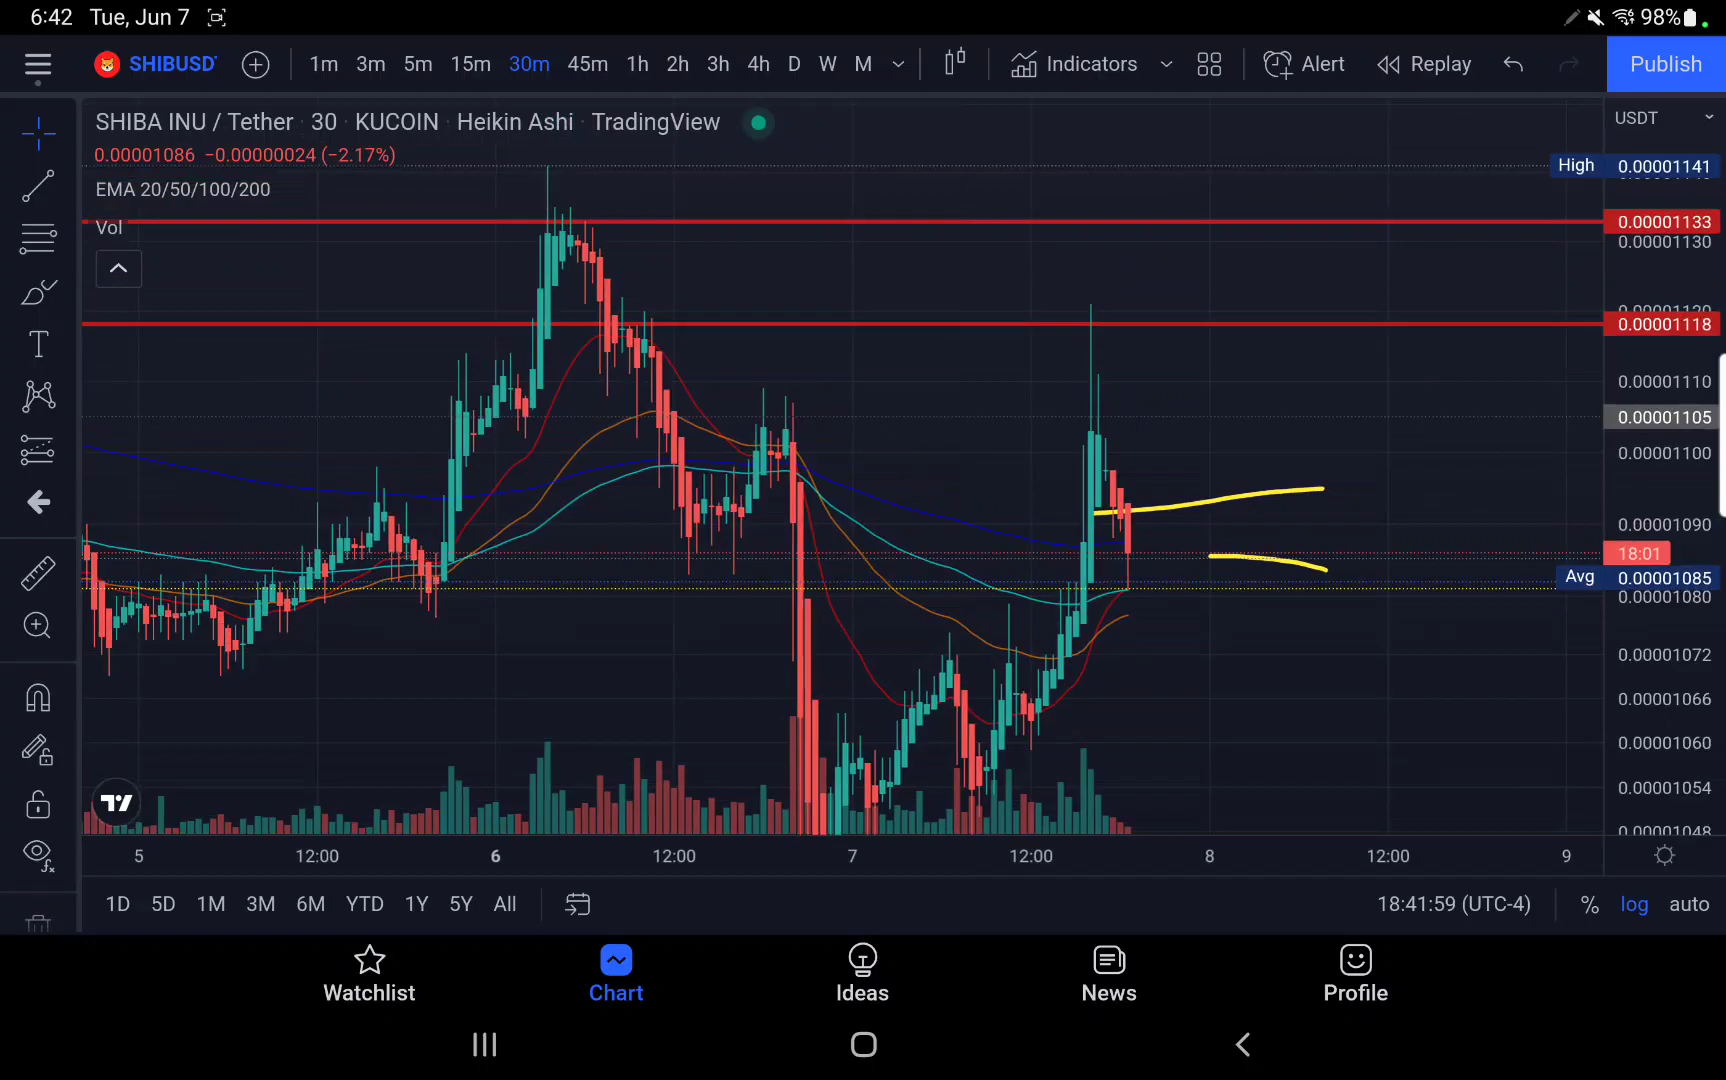 6:42 Tue, Jun 7 98%
SHIBUSD 1m 3m 5m 15m 30m 45m 1h 2h 3h 4h D W M Indicators Alert Replay Publish
SHIBA INU / Tether · 30 · KUCOIN · Heikin Ashi · TradingView
USDT
0.00001086 −0.00000024 (−2.17%)
High 0.00001141
EMA 20/50/100/200
Vol
0.00001133
0.00001130
0.00001118
0.00001110
0.00001105
0.00001100
0.00001090
18:01
Avg 0.00001085
0.00001080
0.00001072
0.00001066
0.00001060
0.00001054
0.00001048
5 12:00 6 12:00 7 12:00 8 12:00 9
1D 5D 1M 3M 6M YTD 1Y 5Y All 18:41:59 (UTC-4) % log auto
Watchlist Chart Ideas News Profile